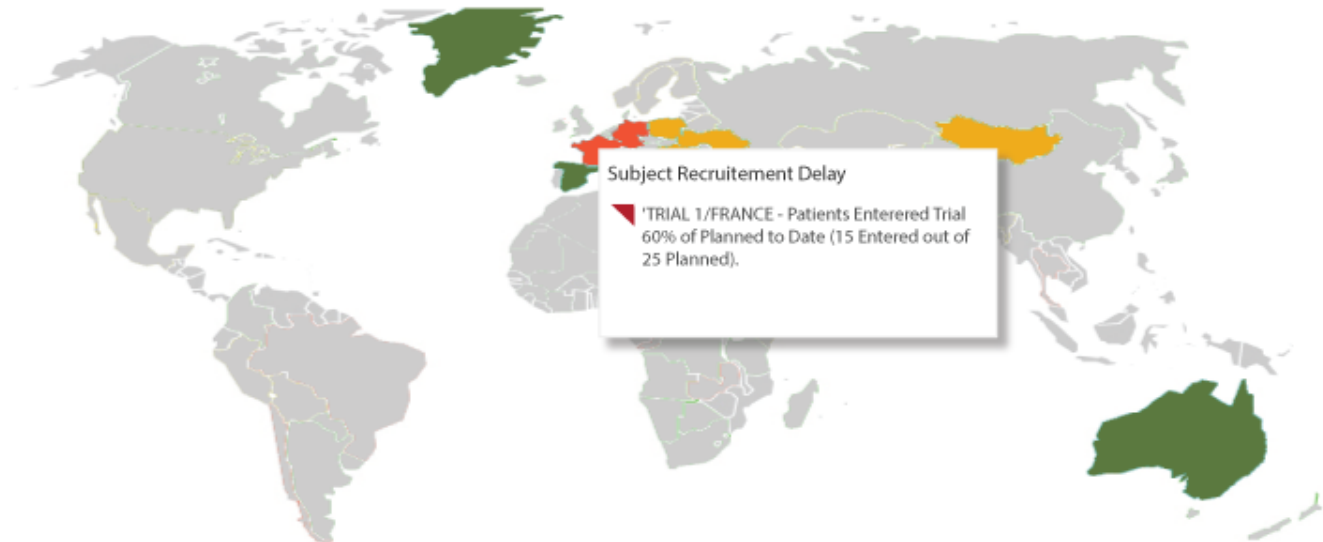 Subject Recruitement Delay
'TRIAL 1/FRANCE - Patients Enterered Trial
60% of Planned to Date (15 Entered out of
25 Planned).